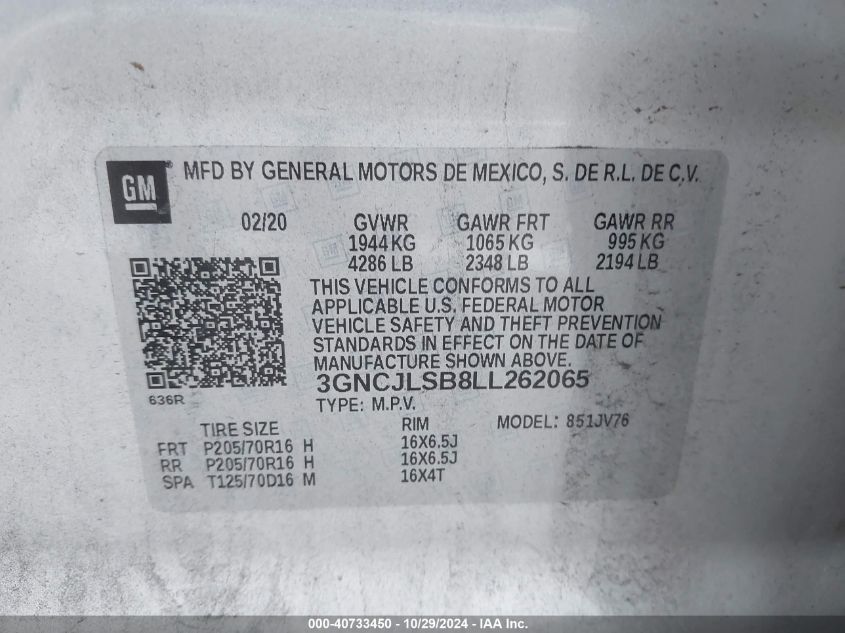 GM ® MFD BY GENERAL MOTORS DE MEXICO, S. DE R.L. DE C.V.
02/20 GVWR GAWR FRT GAWR RR
1944 KG 1065 KG 995 KG
4286 LB 2348 LB 2194 LB
THIS VEHICLE CONFORMS TO ALL
APPLICABLE U.S. FEDERAL MOTOR
VEHICLE SAFETY AND THEFT PREVENTION
STANDARDS IN EFFECT ON THE DATE OF
MANUFACTURE SHOWN ABOVE.
3GNCJLSB8LL262065
636R
TYPE: M.P.V.
TIRE SIZE RIM MODEL: 851JV76
FRT P205/70R16 H 16X6.5J
RR P205/70R16 H 16X6.5J
SPA T125/70D16 M 16X4T
000-40733450 - 10/29/2024 - IAA Inc.